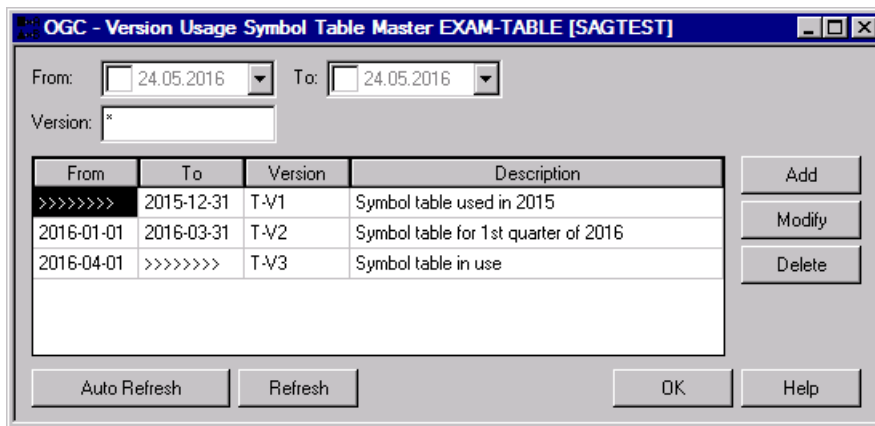 OGC - Version Usage Symbol Table Master EXAM-TABLE [SAGTEST]
From: 24.05.2016 To: 24.05.2016
Version: *
From To Version Description Add
>>>>>>>> 2015-12-31 T-V1 Symbol table used in 2015
Modify
2016-01-01 2016-03-31 T-V2 Symbol table for 1st quarter of 2016
2016-04-01 >>>>>>>> T-V3 Symbol table in use Delete
Auto Refresh Refresh OK Help